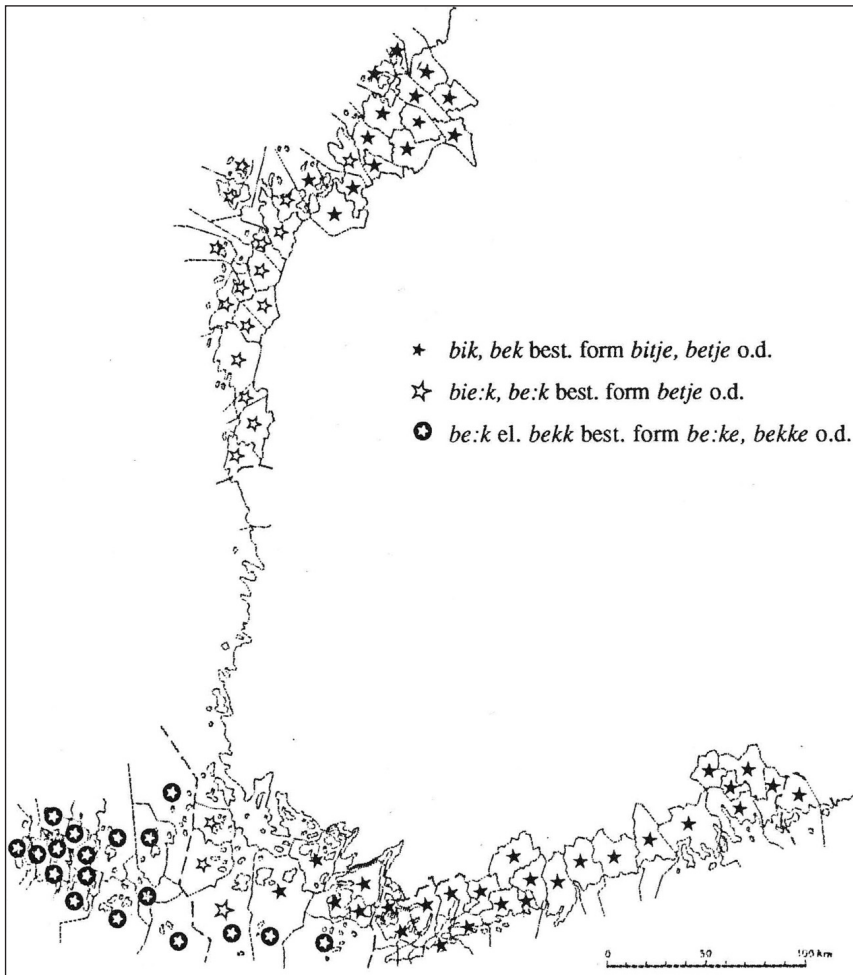 bik, bek best. form bitje, betje o.d.
bie:k, be:k best. form betje o.d.
be:k el. bekk best. form be:ke, bekke o.d.
0 50 100 km